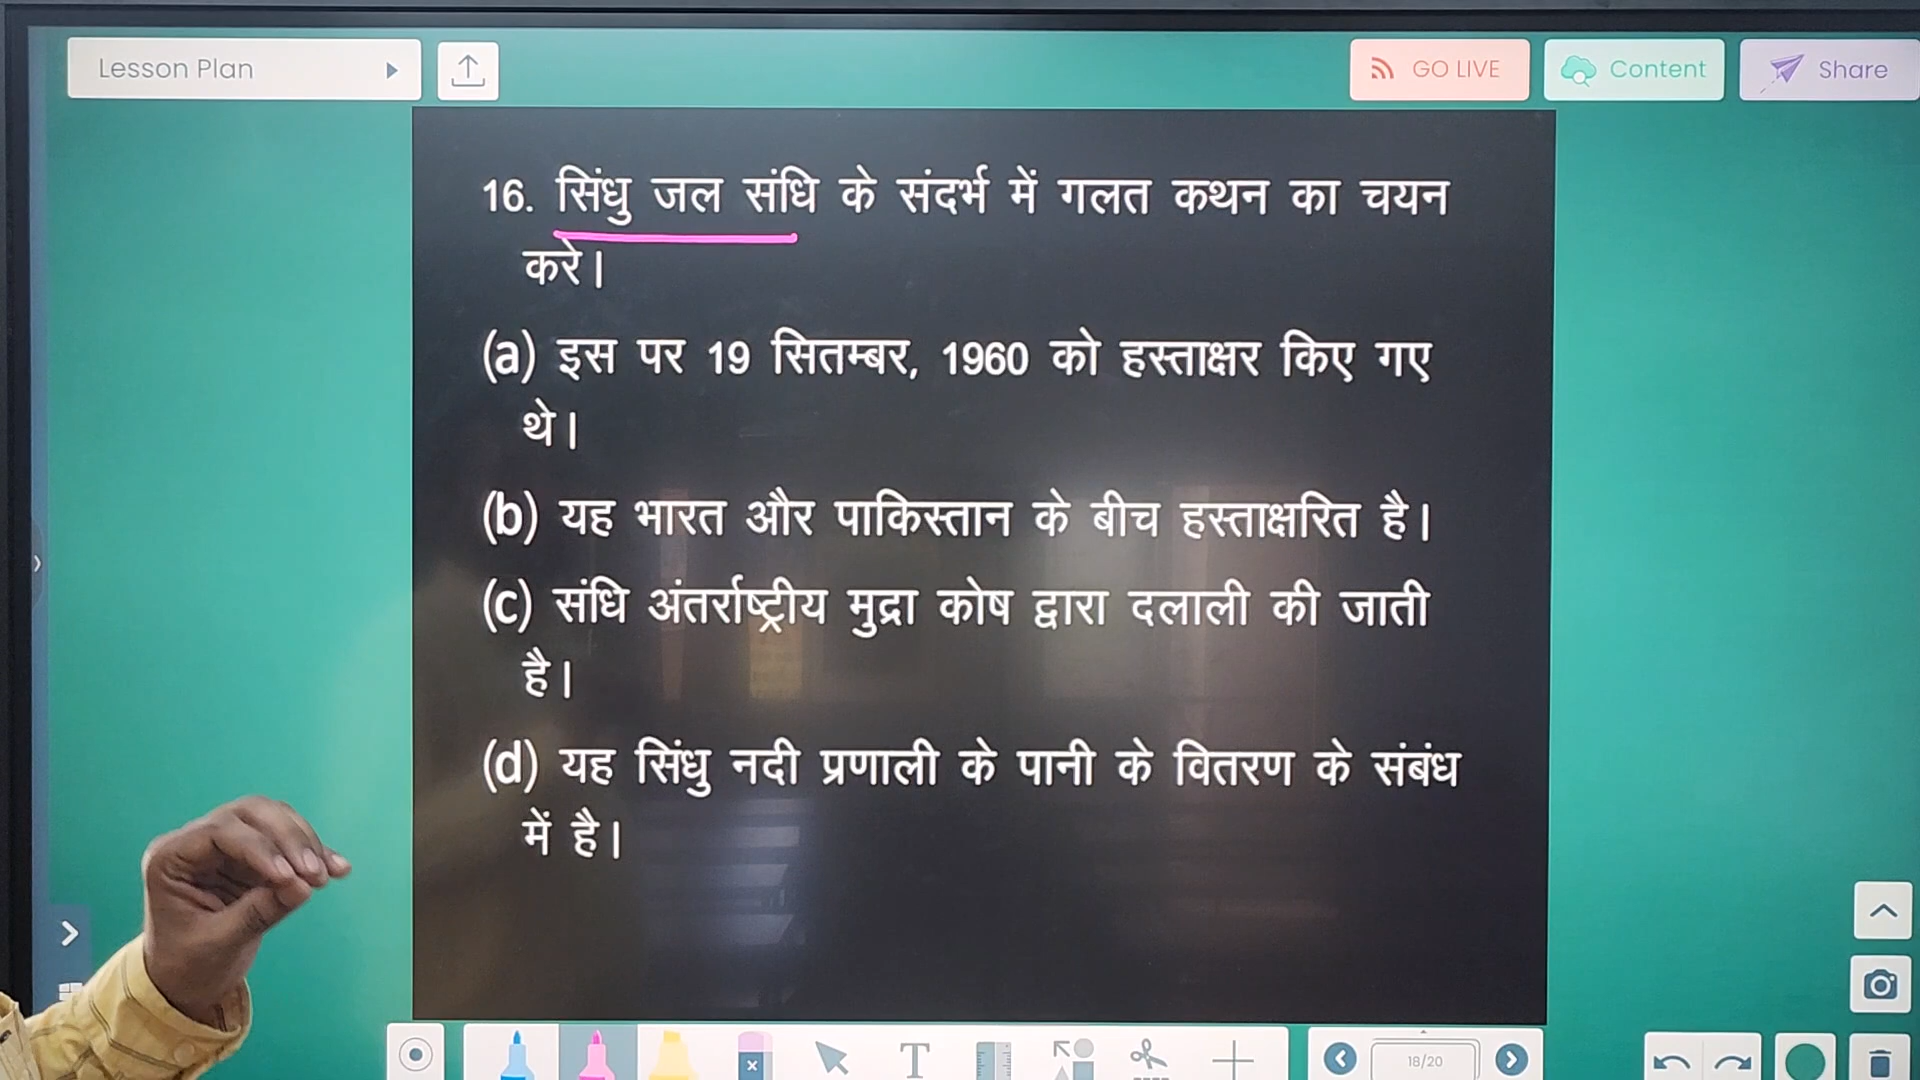 Lesson Plan
GO LIVE
Content
Share
16. सिंधु जल संधि के संदर्भ में गलत कथन का चयन
करे।
(a) इस पर 19 सितम्बर, 1960 को हस्ताक्षर किए गए
थे।
(b) यह भारत और पाकिस्तान के बीच हस्ताक्षरित है।
(c) संधि अंतर्राष्ट्रीय मुद्रा कोष द्वारा दलाली की जाती
है।
(d) यह सिंधु नदी प्रणाली के पानी के वितरण के संबंध
में है।
T
18/20